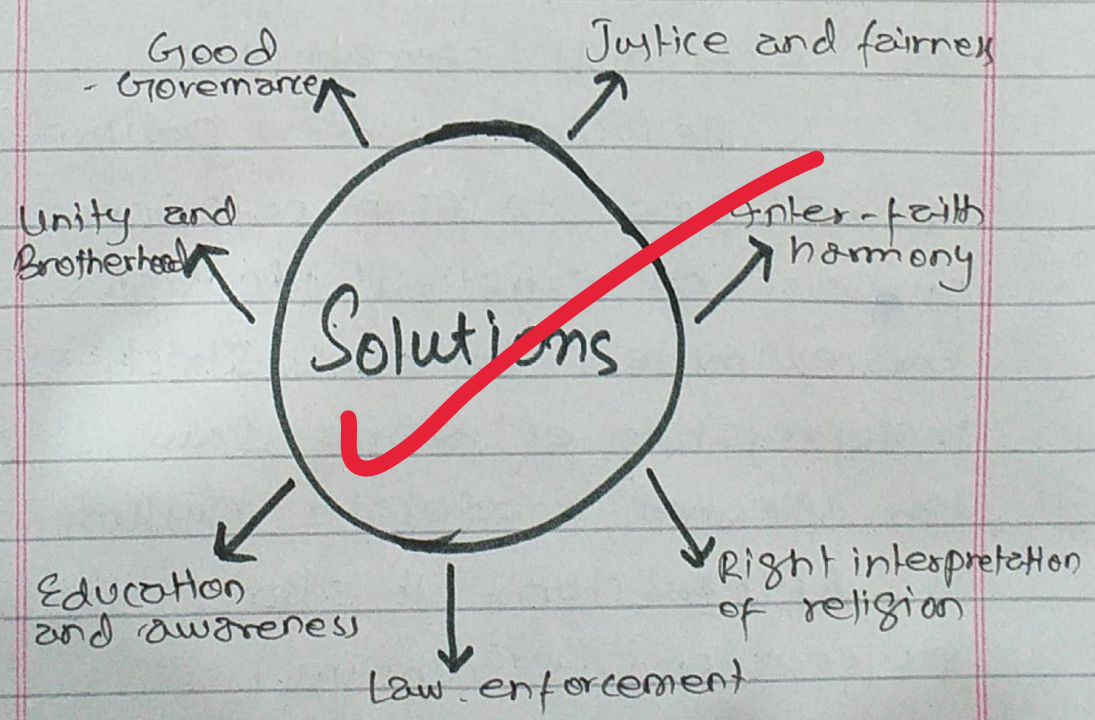 Good
- Governance
Justice and fairness
Unity and
Brotherhood
Inter-faith
harmony
Solutions
Education
and awareness
Right interpretation
of religion
Law enforcement